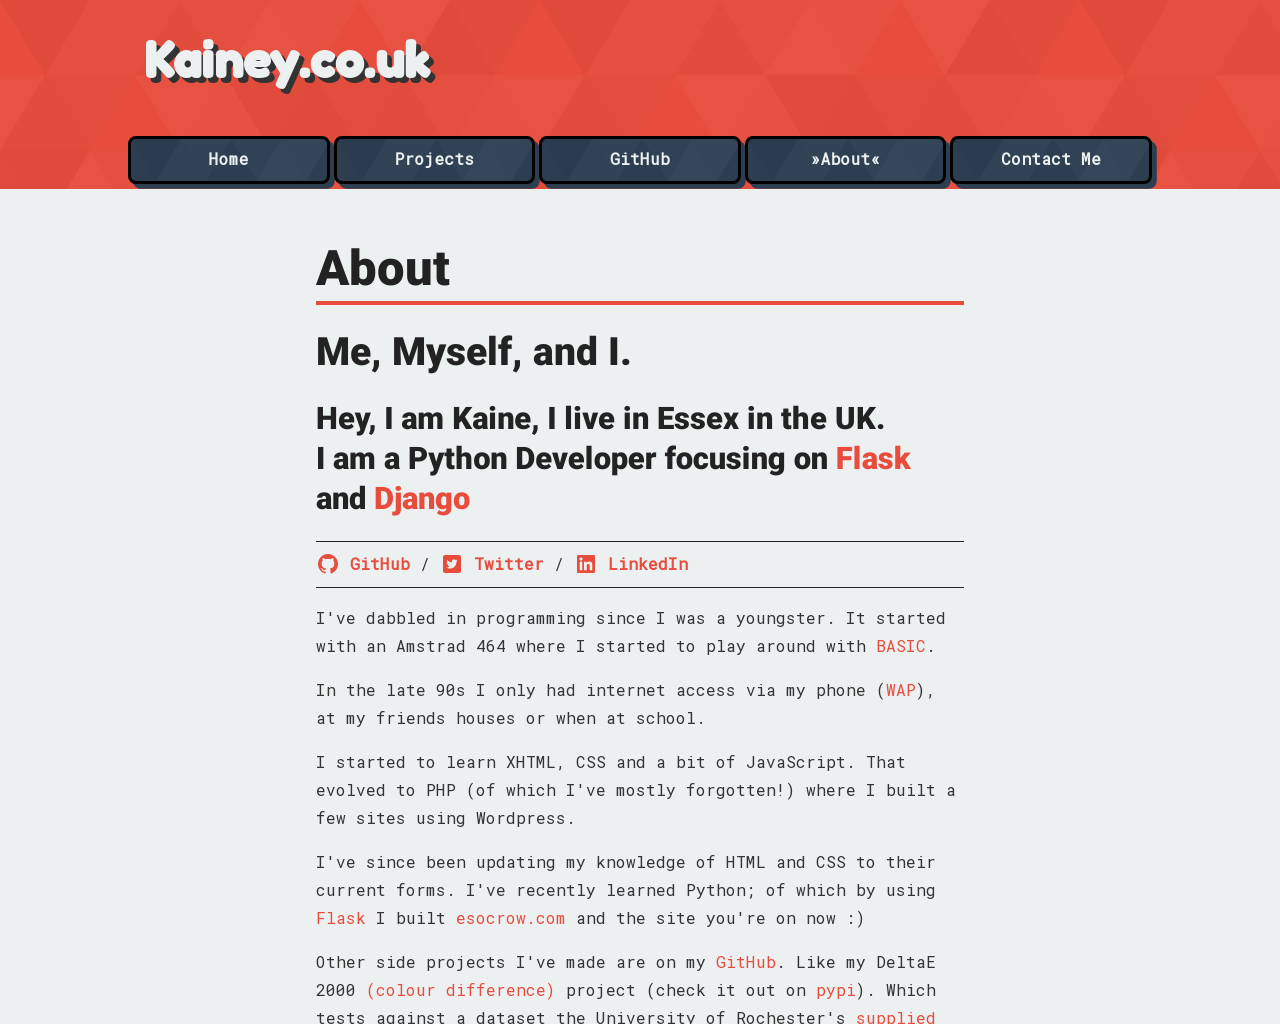 Kainey.co.uk
Home
Projects
GitHub
»About«
Contact Me
About
Me, Myself, and I.
Hey, I am Kaine, I live in Essex in the UK.
I am a Python Developer focusing on Flask
and Django
GitHub / Twitter / LinkedIn
I've dabbled in programming since I was a youngster. It started
with an Amstrad 464 where I started to play around with BASIC.
In the late 90s I only had internet access via my phone (WAP),
at my friends houses or when at school.
I started to learn XHTML, CSS and a bit of JavaScript. That
evolved to PHP (of which I've mostly forgotten!) where I built a
few sites using Wordpress.
I've since been updating my knowledge of HTML and CSS to their
current forms. I've recently learned Python; of which by using
Flask I built esocrow.com and the site you're on now :)
Other side projects I've made are on my GitHub. Like my DeltaE
2000 (colour difference) project (check it out on pypi). Which
tests against a dataset the University of Rochester's supplied